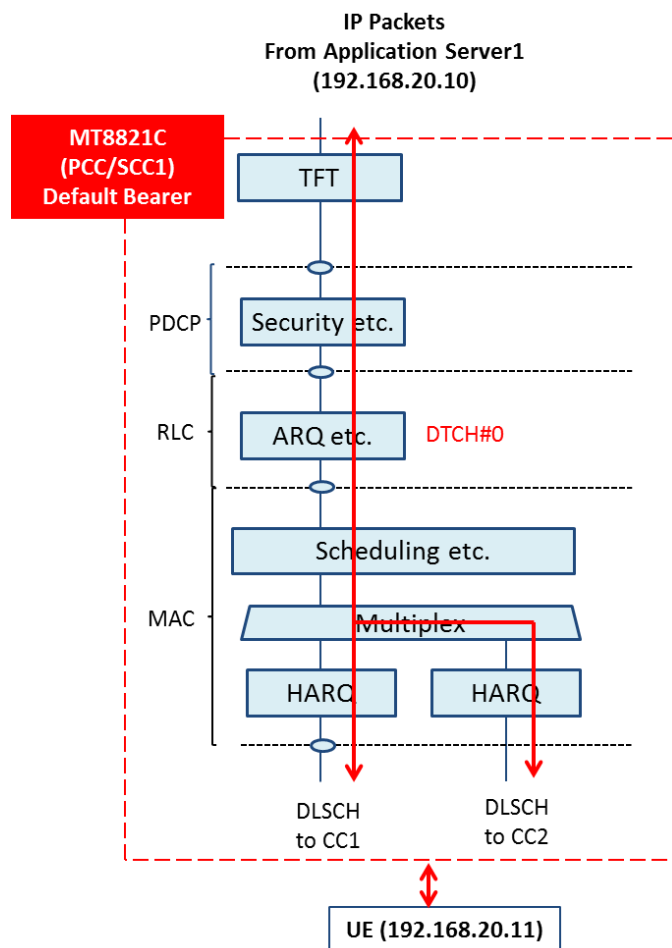 IP Packets
From Application Server1
(192.168.20.10)
MT8821C
(PCC/SCC1)
Default Bearer
TFT
PDCP
Security etc.
RLC
ARQ etc.
DTCH#0
Scheduling etc.
MAC
Multiplex
HARQ
HARQ
DLSCH
to CC1
DLSCH
to CC2
UE (192.168.20.11)